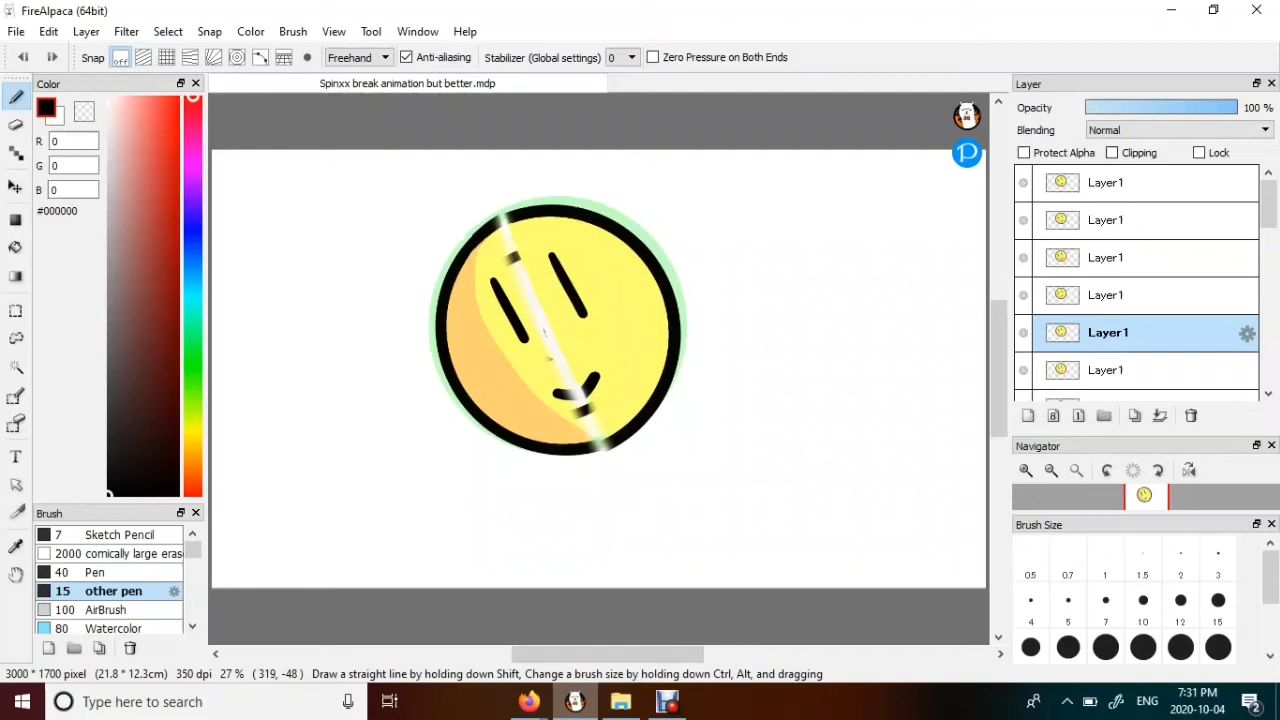 FireAlpaca (64bit)
File Edit Layer Filter Select Snap Color Brush View Tool Window Help
Snap off Freehand Anti-aliasing Stabilizer (Global settings) 0 Zero Pressure on Both Ends
Color
Spinxx break animation but better.mdp
Layer
R 0
G 0
B 0
#000000
Opacity 100 %
Blending Normal
Protect Alpha Clipping Lock
Layer1
Layer1
Layer1
Layer1
Layer1
Layer1
Navigator
Brush
7 Sketch Pencil
2000 comically large eras
40 Pen
15 other pen
100 AirBrush
80 Watercolor
Brush Size
0.5 0.7 1 1.5 2 3
4 5 7 10 12 15
3000 * 1700 pixel (21.8 * 12.3cm) 350 dpi 27 % ( 319, -48 ) Draw a straight line by holding down Shift, Change a brush size by holding down Ctrl, Alt, and dragging
Type here to search
ENG
7:31 PM
2020-10-04
2